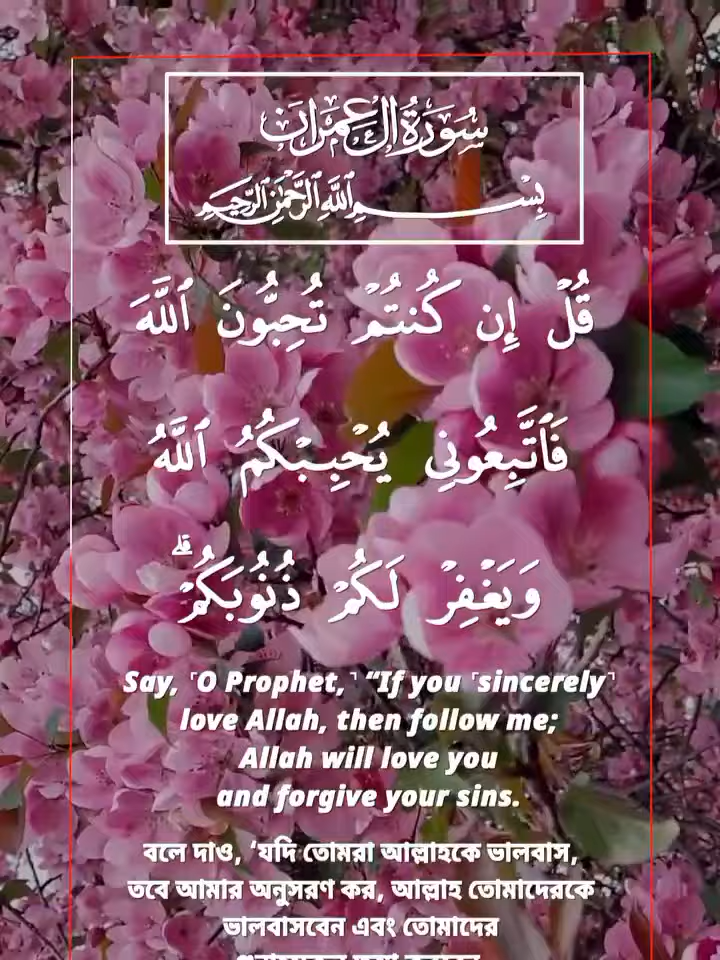 سُورَةُ آل عِمْرَان
بِسْمِ ٱللَّهِ ٱلرَّحْمَٰنِ ٱلرَّحِيمِ
قُلْ إِن كُنتُمْ تُحِبُّونَ ٱللَّهَ
فَٱتَّبِعُونِى يُحْبِبْكُمُ ٱللَّهُ
وَيَغْفِرْ لَكُمْ ذُنُوبَكُمْ ۗ
Say, ˹O Prophet,˺ “If you ˹sincerely˺
love Allah, then follow me;
Allah will love you
and forgive your sins.
বলে দাও, ‘যদি তোমরা আল্লাহকে ভালবাস,
তবে আমার অনুসরণ কর, আল্লাহ তোমাদেরকে
ভালবাসবেন এবং তোমাদের